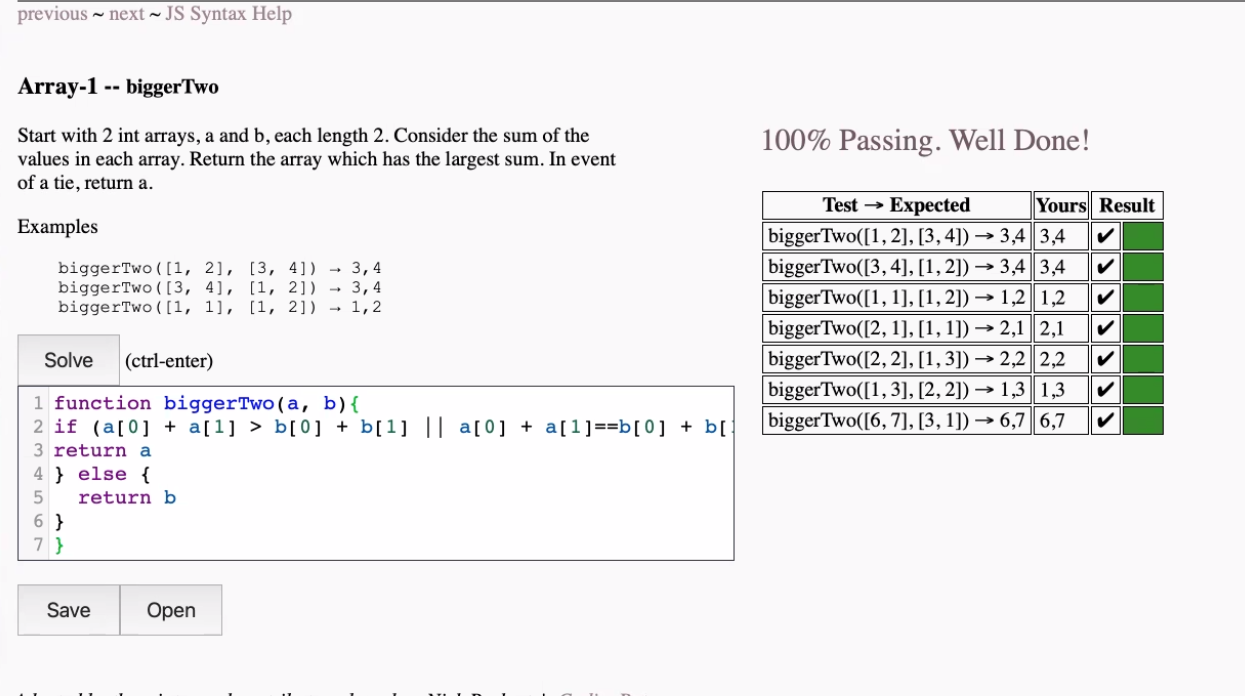 previous ~ next ~ JS Syntax Help
Array-1 -- biggerTwo
Start with 2 int arrays, a and b, each length 2. Consider the sum of the
values in each array. Return the array which has the largest sum. In event
of a tie, return a.
Examples
biggerTwo([1, 2], [3, 4]) → 3,4
biggerTwo([3, 4], [1, 2]) → 3,4
biggerTwo([1, 1], [1, 2]) → 1,2
Solve (ctrl-enter)
1 function biggerTwo(a, b){
2 if (a[0] + a[1] > b[0] + b[1] || a[0] + a[1]==b[0] + b[
3 return a
4 } else {
5 return b
6 }
7 }
Save Open
100% Passing. Well Done!
Test → Expected Yours Result
biggerTwo([1, 2], [3, 4]) → 3,4 3,4 ✔
biggerTwo([3, 4], [1, 2]) → 3,4 3,4 ✔
biggerTwo([1, 1], [1, 2]) → 1,2 1,2 ✔
biggerTwo([2, 1], [1, 1]) → 2,1 2,1 ✔
biggerTwo([2, 2], [1, 3]) → 2,2 2,2 ✔
biggerTwo([1, 3], [2, 2]) → 1,3 1,3 ✔
biggerTwo([6, 7], [3, 1]) → 6,7 6,7 ✔